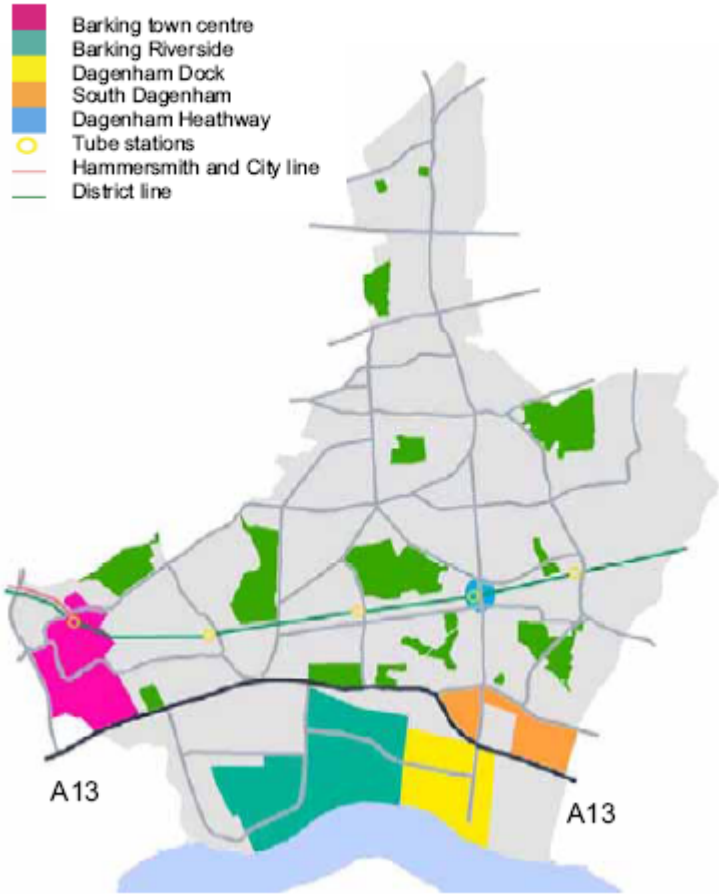 Barking town centre
Barking Riverside
Dagenham Dock
South Dagenham
Dagenham Heathway
Tube stations
Hammersmith and City line
District line
A13
A13